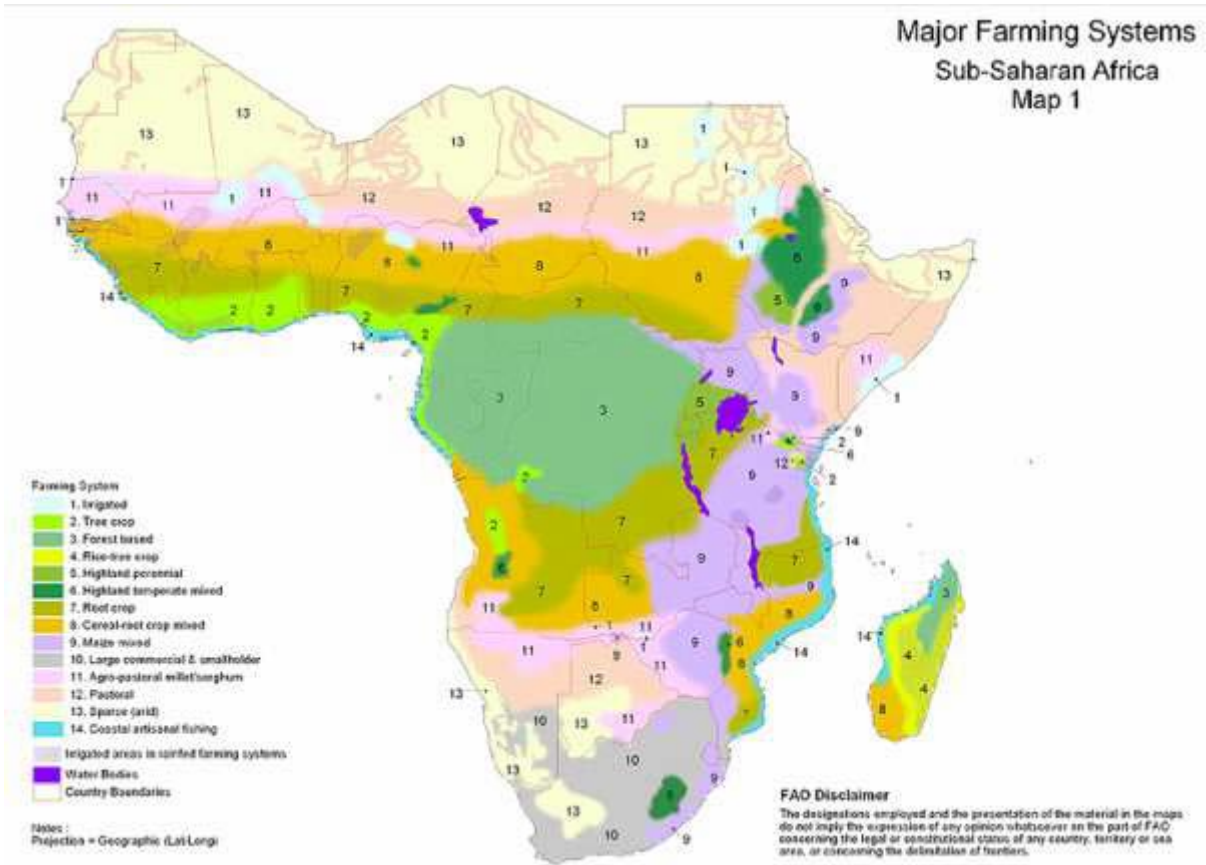 Major Farming Systems
Sub-Saharan Africa
Map 1
Farming System
1. Irrigated
2. Tree crop
3. Forest based
4. Rice-tree crop
5. Highland perennial
6. Highland temperate mixed
7. Root crop
8. Cereal-root crop mixed
9. Maize mixed
10. Large commercial & smallholder
11. Agro-pastoral millet/sorghum
12. Pastoral
13. Sparse (arid)
14. Coastal artisanal fishing
Irrigated areas in rainfed farming systems
Water Bodies
Country Boundaries
Notes :
Projection = Geographic (Lat/Long)
FAO Disclaimer
The designations employed and the presentation of the material in the maps
do not imply the expression of any opinion whatsoever on the part of FAO
concerning the legal or constitutional status of any country, territory or sea
area, or concerning the delimitation of frontiers.